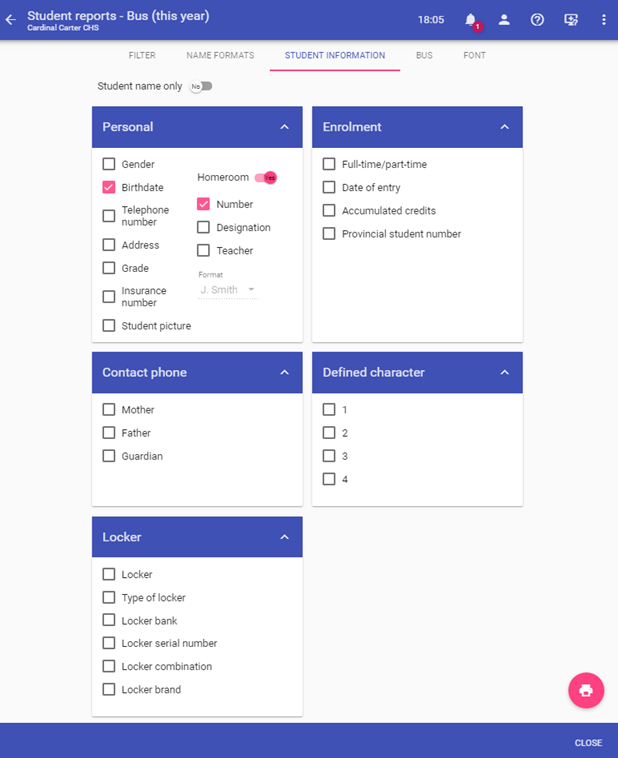 Student reports - Bus (this year)
Cardinal Carter CHS
18:05
1
FILTER
NAME FORMATS
STUDENT INFORMATION
BUS
FONT
Student name only
No
Personal
Gender
Birthdate
Telephone
number
Address
Grade
Insurance
number
Student picture
Homeroom
Yes
Number
Designation
Teacher
Format
J. Smith
Enrolment
Full-time/part-time
Date of entry
Accumulated credits
Provincial student number
Contact phone
Mother
Father
Guardian
Defined character
1
2
3
4
Locker
Locker
Type of locker
Locker bank
Locker serial number
Locker combination
Locker brand
CLOSE